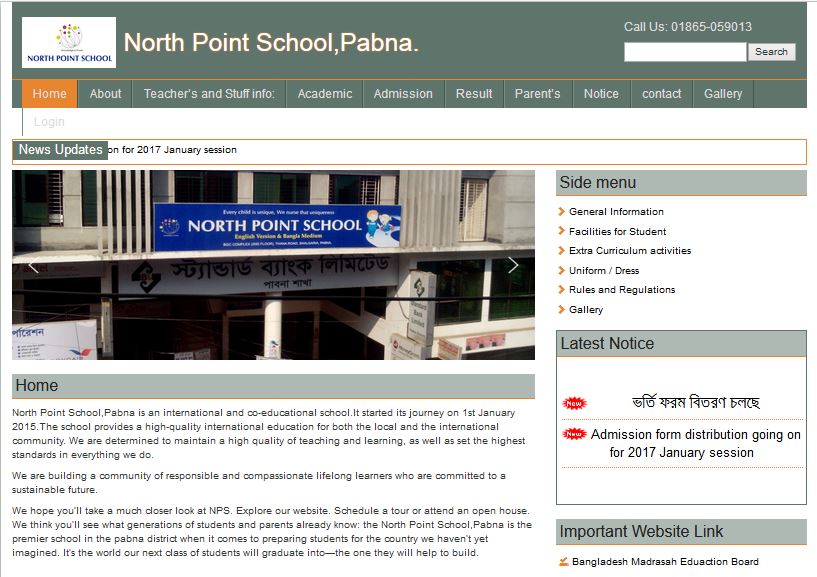 NORTH POINT SCHOOL
North Point School,Pabna.
Call Us: 01865-059013
Search
Home
About
Teacher's and Stuff info:
Academic
Admission
Result
Parent's
Notice
contact
Gallery
Login
News Updates on for 2017 January session
Every child is unique, We nurse that uniqueness
NORTH POINT SCHOOL
English Version & Bangla Medium
BGC COMPLEX (2ND FLOOR), THANA ROAD, SHALGARIA, PABNA.
স্ট্যান্ডার্ড ব্যাংক লিমিটেড
পাবনা শাখা
Standard
Bank
Limited
Home
North Point School,Pabna is an international and co-educational school.It started its journey on 1st January
2015.The school provides a high-quality international education for both the local and the international
community. We are determined to maintain a high quality of teaching and learning, as well as set the highest
standards in everything we do.
We are building a community of responsible and compassionate lifelong learners who are committed to a
sustainable future.
We hope you'll take a much closer look at NPS. Explore our website. Schedule a tour or attend an open house.
We think you'll see what generations of students and parents already know: the North Point School,Pabna is the
premier school in the pabna district when it comes to preparing students for the country we haven't yet
imagined. It's the world our next class of students will graduate into—the one they will help to build.
Side menu
General Information
Facilities for Student
Extra Curriculum activities
Uniform / Dress
Rules and Regulations
Gallery
Latest Notice
New ভর্তি ফরম বিতরণ চলছে
New Admission form distribution going on
for 2017 January session
Important Website Link
Bangladesh Madrasah Eduaction Board